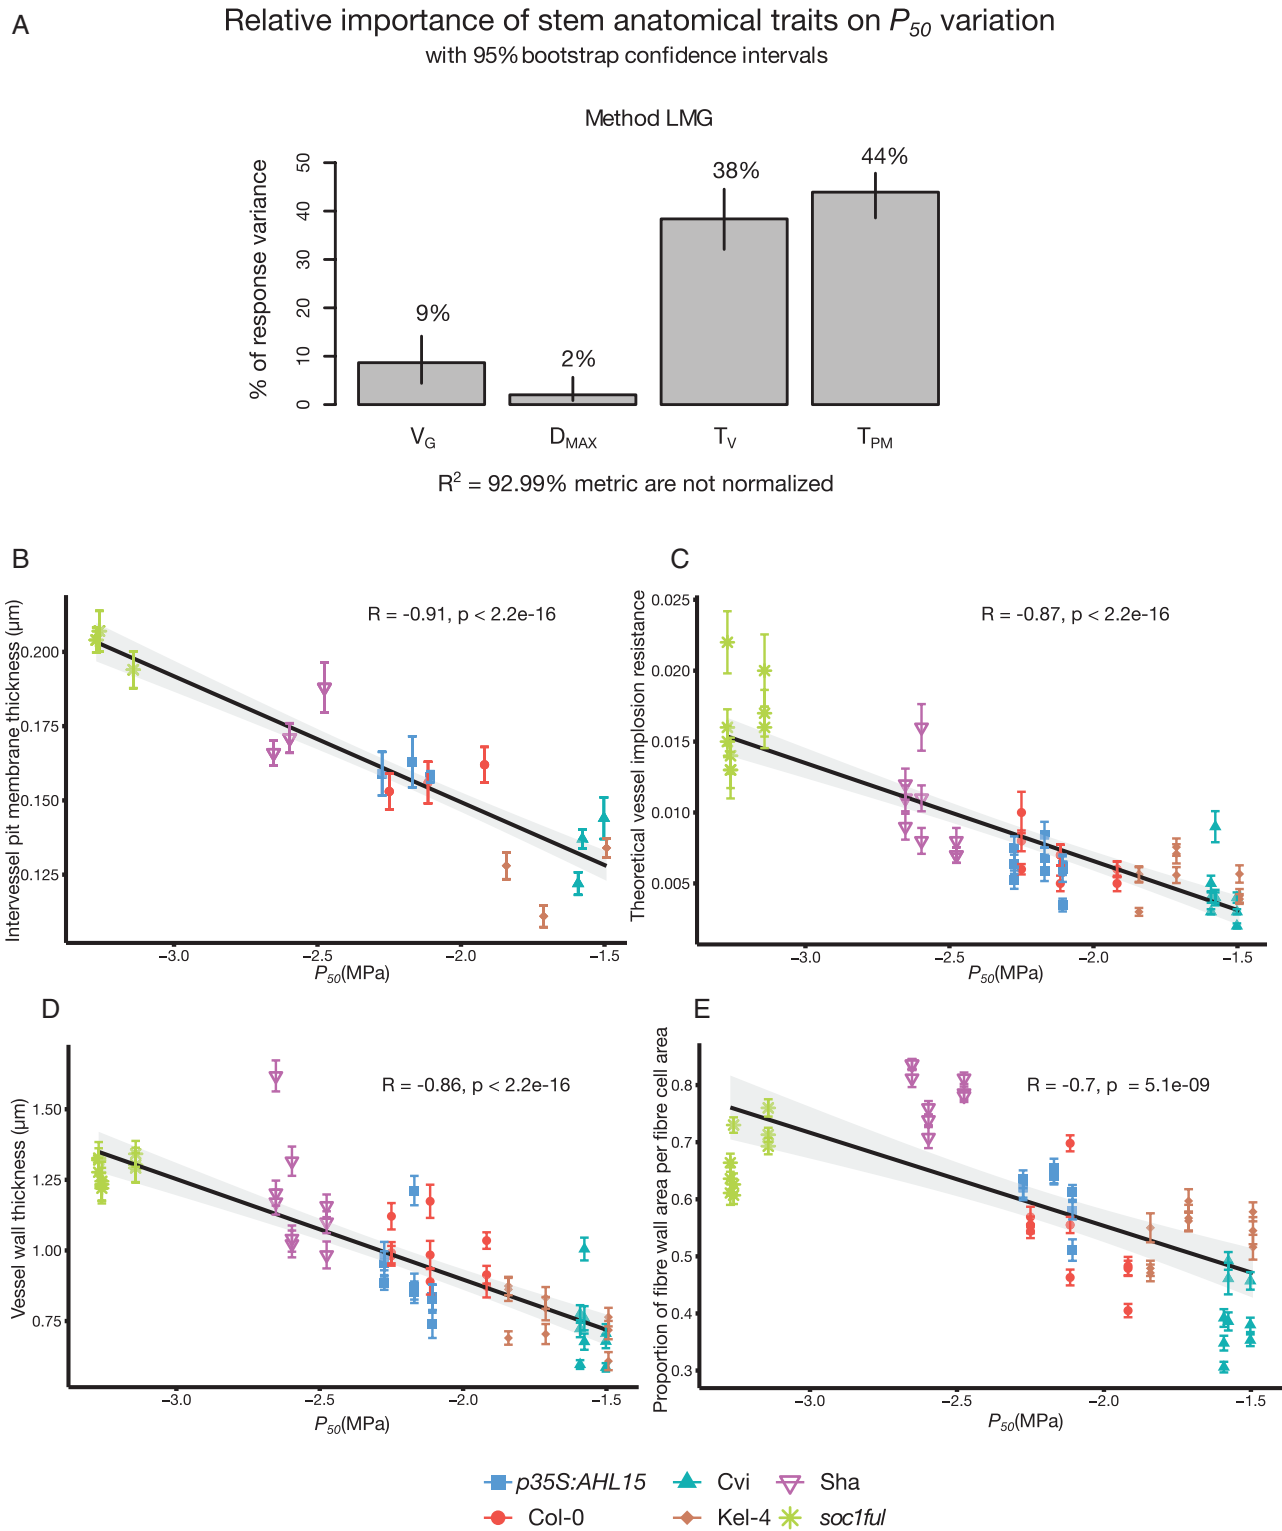 A
Relative importance of stem anatomical traits on P50 variation
with 95% bootstrap confidence intervals
Method LMG
% of response variance
50
40
30
20
10
0
9%
2%
38%
44%
VG
DMAX
TV
TPM
R2 = 92.99% metric are not normalized
B
Intervessel pit membrane thickness (µm)
R = -0.91, p < 2.2e-16
0.200
0.175
0.150
0.125
−3.0
−2.5
−2.0
−1.5
P50(MPa)
C
Theoretical vessel implosion resistance
R = -0.87, p < 2.2e-16
0.025
0.020
0.015
0.010
0.005
−3.0
−2.5
−2.0
−1.5
P50(MPa)
D
Vessel wall thickness (µm)
R = -0.86, p < 2.2e-16
1.50
1.25
1.00
0.75
−3.0
−2.5
−2.0
−1.5
P50(MPa)
E
Proportion of fibre wall area per fibre cell area
R = -0.7, p = 5.1e-09
0.8
0.7
0.6
0.5
0.4
0.3
−3.0
−2.5
−2.0
−1.5
P50(MPa)
p35S:AHL15
Cvi
Sha
Col-0
Kel-4
soc1ful